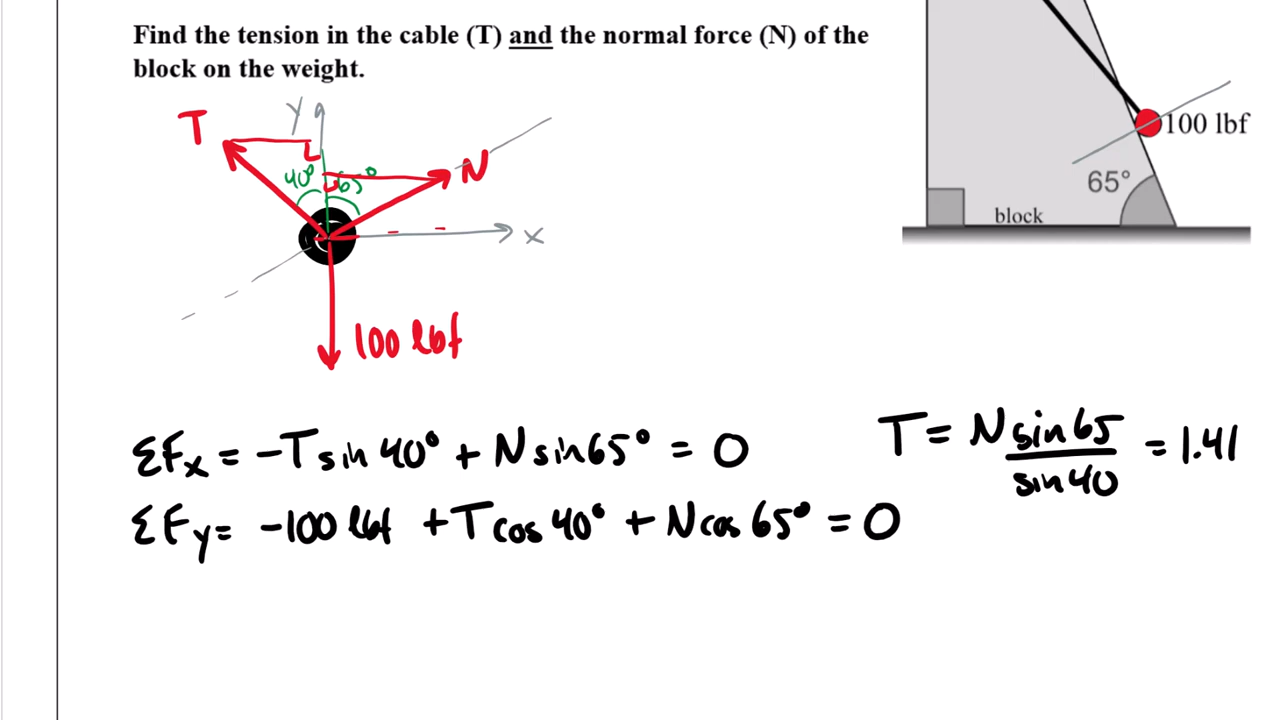 Find the tension in the cable (T) and the normal force (N) of the
block on the weight.
T
y
N
40°
65°
x
100 lbf
100 lbf
65°
block
ΣFx = -T sin 40° + N sin 65° = 0
T = N sin 65 / sin 40 = 1.41
ΣFy = -100 lbf + T cos 40° + N cos 65° = 0